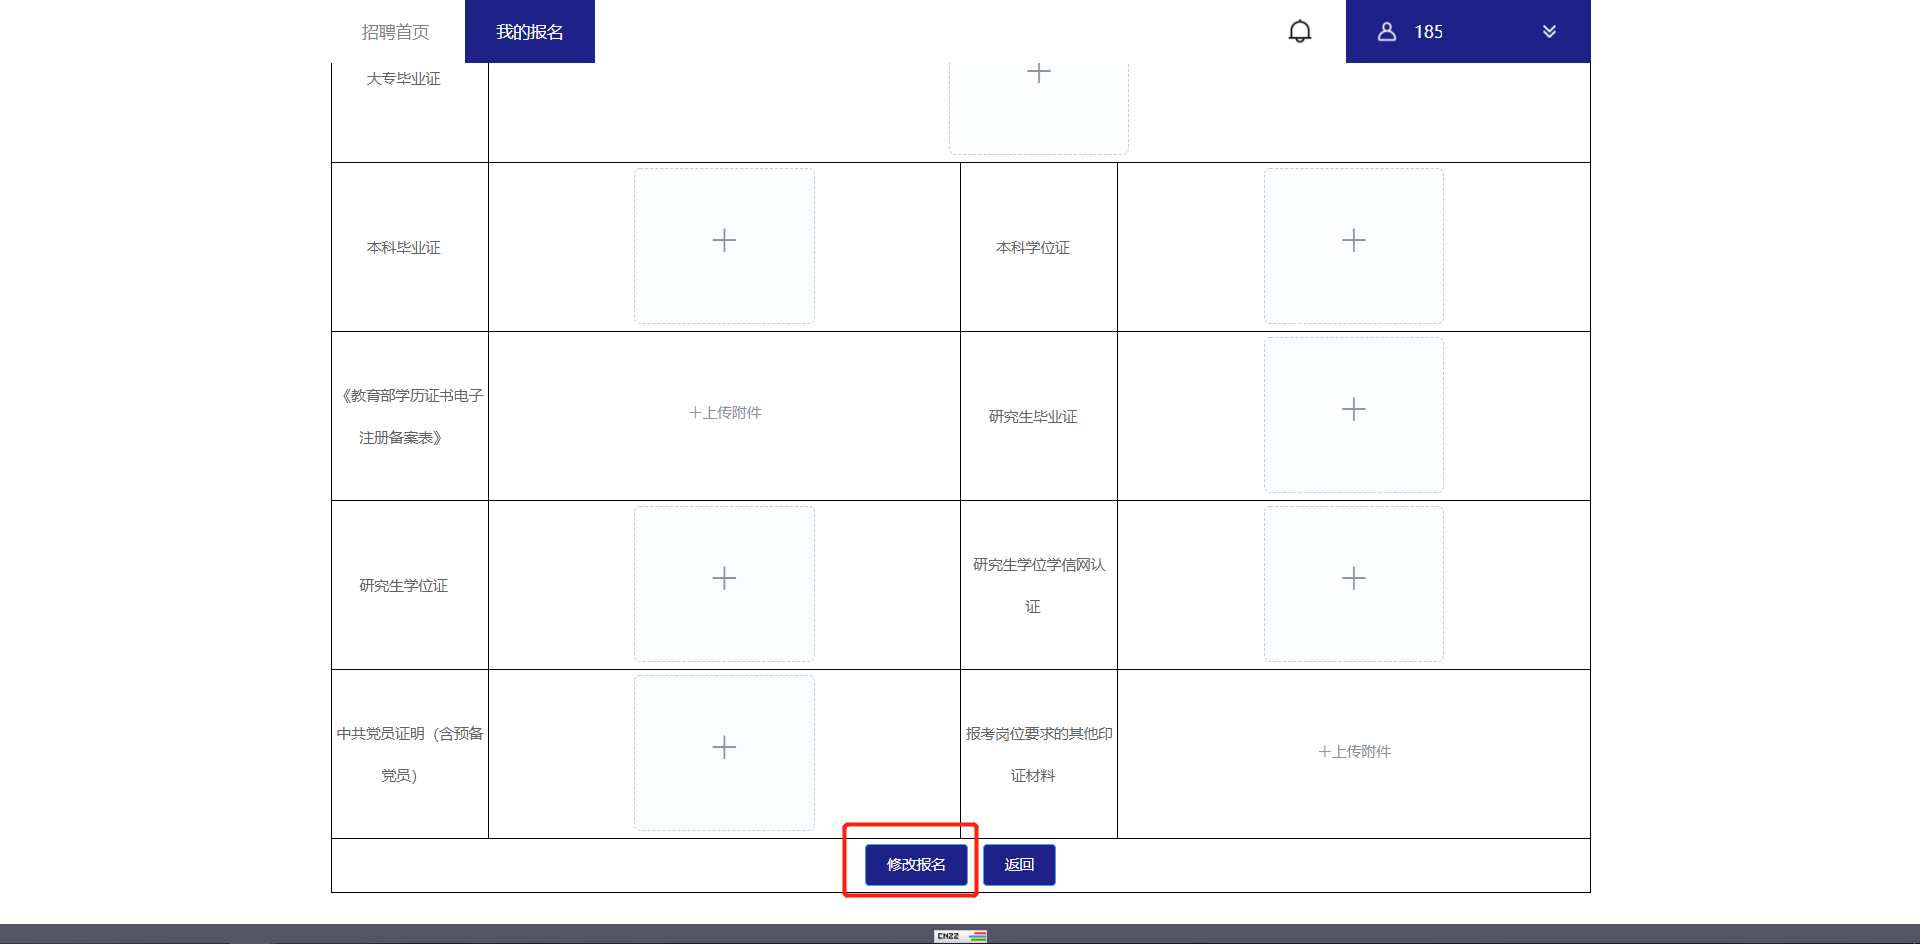 招聘首页
我的报名
185
大专毕业证
本科毕业证
本科学位证
《教育部学历证书电子
注册备案表》
+上传附件
研究生毕业证
研究生学位证
研究生学位学信网认
证
中共党员证明（含预备
党员）
报考岗位要求的其他印
证材料
+上传附件
修改报名
返回
CNZZ